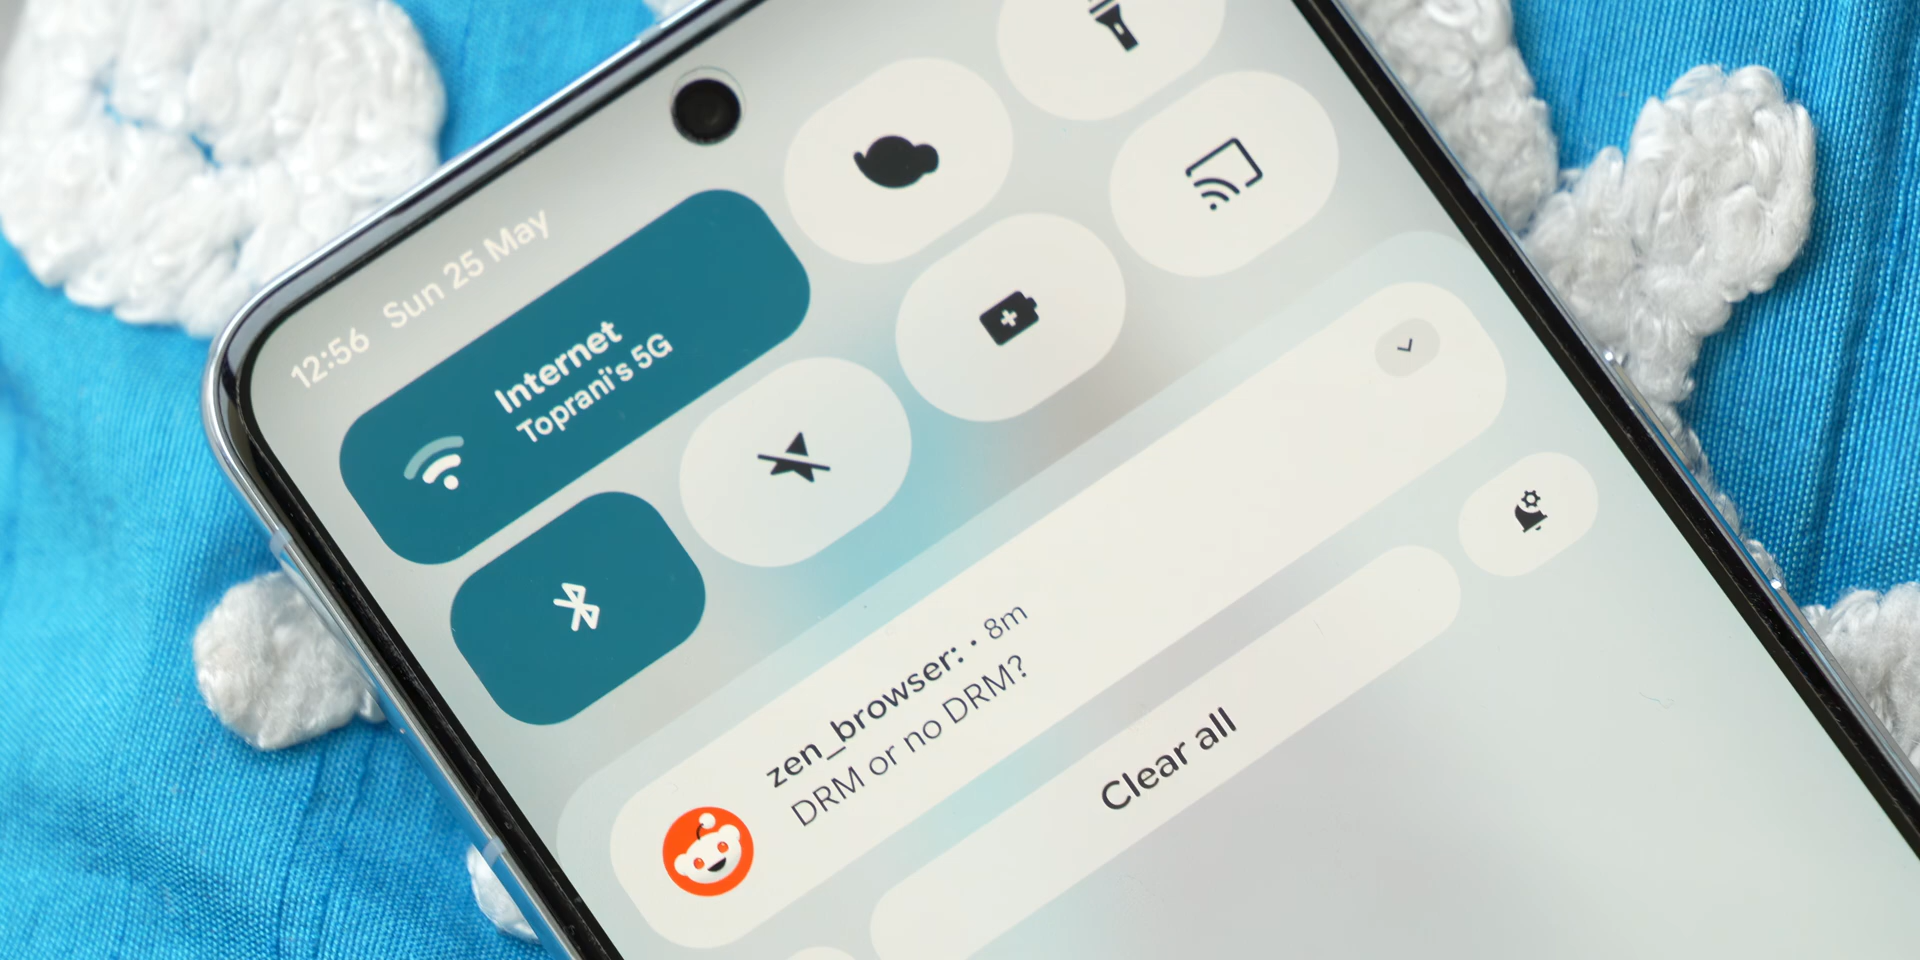 12:56 Sun 25 May
Internet
Toprani's 5G
zen_browser: • 8m
DRM or no DRM?
Clear all